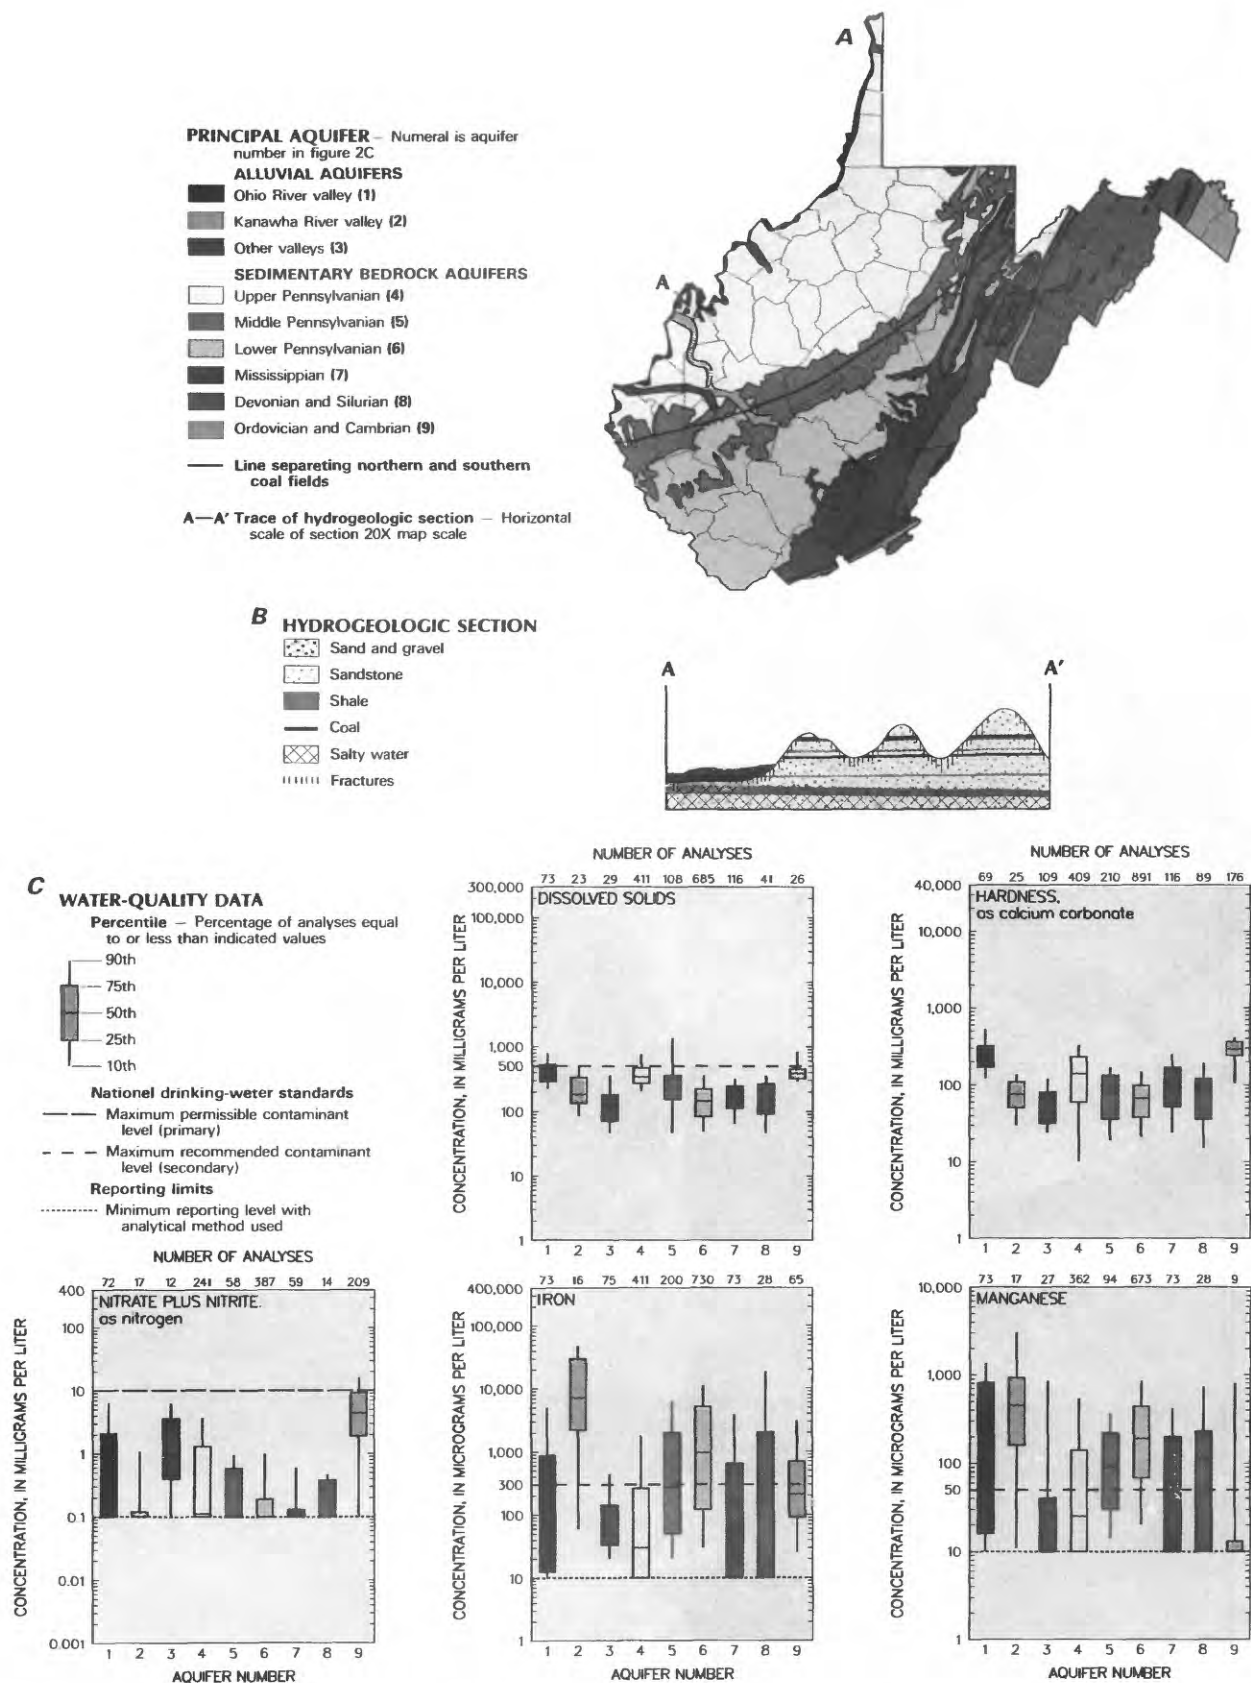 A
PRINCIPAL AQUIFER – Numeral is aquifer
number in figure 2C
ALLUVIAL AQUIFERS
Ohio River valley (1)
Kanawha River valley (2)
Other valleys (3)
SEDIMENTARY BEDROCK AQUIFERS
Upper Pennsylvanian (4)
Middle Pennsylvanian (5)
Lower Pennsylvanian (6)
Mississippian (7)
Devonian and Silurian (8)
Ordovician and Cambrian (9)
Line separeting northern and southern
coal fields
A—A' Trace of hydrogeologic section – Horizontal
scale of section 20X map scale
A
B HYDROGEOLOGIC SECTION
Sand and gravel
Sandstone
Shale
Coal
Salty water
Fractures
A A'
C WATER-QUALITY DATA
Percentile – Percentage of analyses equal
to or less than indicated values
90th
75th
50th
25th
10th
Nationel drinking-weter standards
Maximum permissible contaminant
level (primary)
Maximum recommended contaminant
level (secondary)
Reporting limits
Minimum reporting level with
analytical method used
NUMBER OF ANALYSES
73 23 29 411 108 685 116 41 26
DISSOLVED SOLIDS
CONCENTRATION, IN MILLIGRAMS PER LITER
300,000
100,000
10,000
1,000
500
100
10
1
1 2 3 4 5 6 7 8 9
NUMBER OF ANALYSES
69 25 109 409 210 891 116 89 176
HARDNESS,
as calcium carbonate
CONCENTRATION, IN MILLIGRAMS PER LITER
40,000
10,000
1,000
100
10
1
1 2 3 4 5 6 7 8 9
NUMBER OF ANALYSES
72 17 12 241 58 387 59 14 209
NITRATE PLUS NITRITE.
as nitrogen
CONCENTRATION, IN MILLIGRAMS PER LITER
400
100
10
1
0.1
0.01
0.001
1 2 3 4 5 6 7 8 9
AQUIFER NUMBER
73 16 75 411 200 730 73 28 65
IRON
CONCENTRATION, IN MICROGRAMS PER LITER
400,000
100,000
10,000
1,000
300
100
10
1
1 2 3 4 5 6 7 8 9
AQUIFER NUMBER
73 17 27 362 94 673 73 28 9
MANGANESE
CONCENTRATION, IN MICROGRAMS PER LITER
10,000
1,000
100
50
10
1
1 2 3 4 5 6 7 8 9
AQUIFER NUMBER